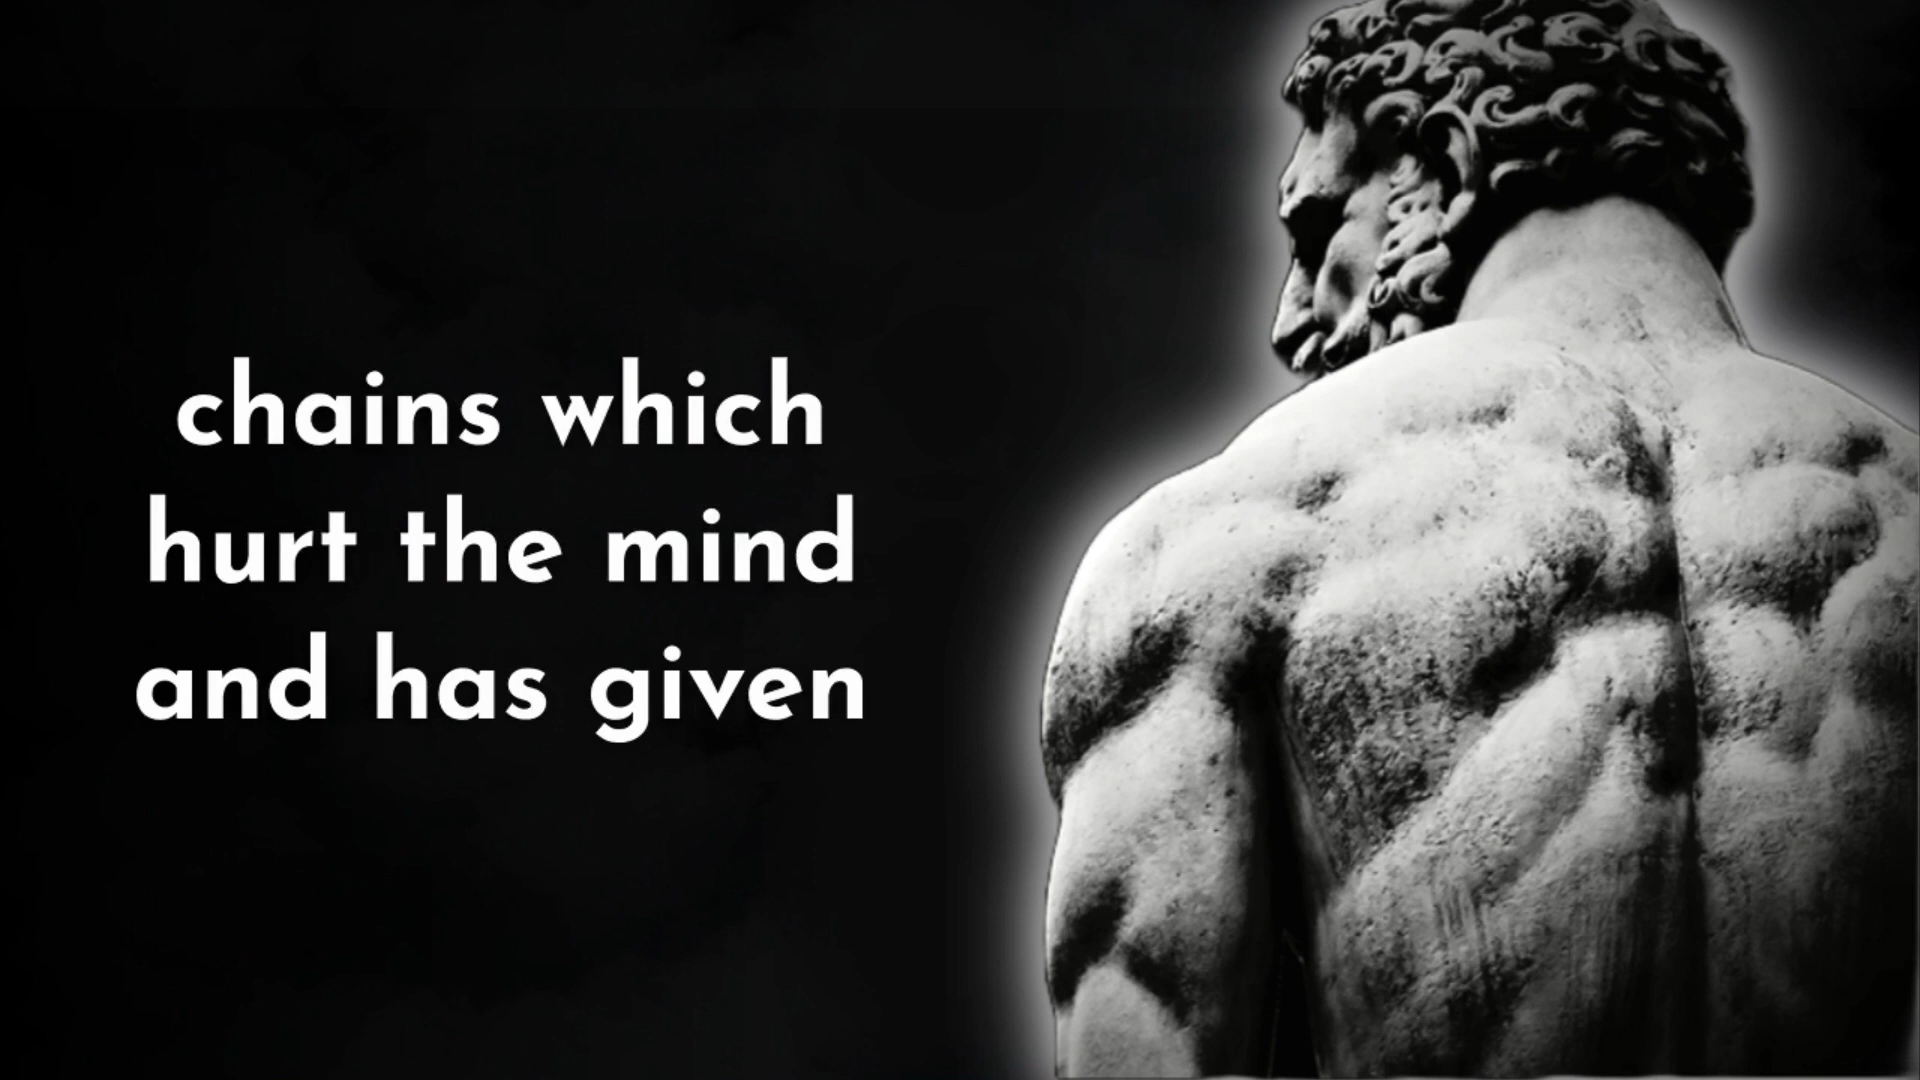 chains which
hurt the mind
and has given